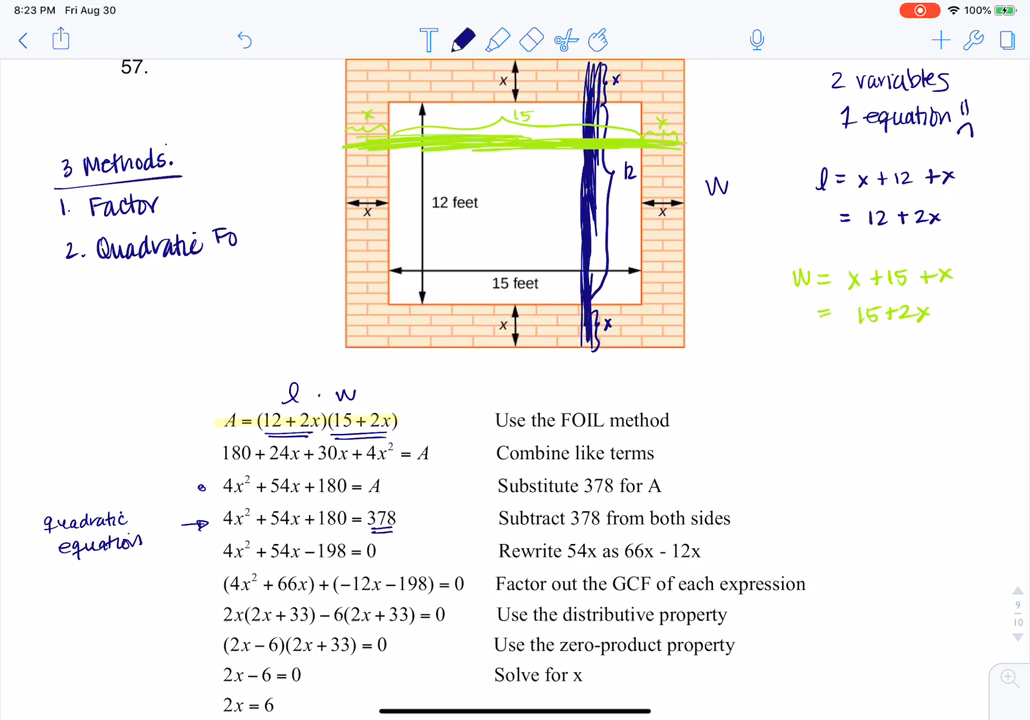 8:23 PM Fri Aug 30
100%
57.
x
x
15
x
x
12
12 feet
x
x
15 feet
x
x
W
3 Methods:
1. Factor
2. Quadratic Fo
2 variables
1 equation !!
l = x + 12 + x
= 12 + 2x
W = x + 15 + x
= 15 + 2x
l · w
A = (12 + 2x)(15 + 2x) Use the FOIL method
180 + 24x + 30x + 4x² = A Combine like terms
4x² + 54x + 180 = A Substitute 378 for A
quadratic equation → 4x² + 54x + 180 = 378 Subtract 378 from both sides
4x² + 54x − 198 = 0 Rewrite 54x as 66x - 12x
(4x² + 66x) + (−12x − 198) = 0 Factor out the GCF of each expression
2x(2x + 33) − 6(2x + 33) = 0 Use the distributive property
(2x − 6)(2x + 33) = 0 Use the zero-product property
2x − 6 = 0 Solve for x
2x = 6
9
10